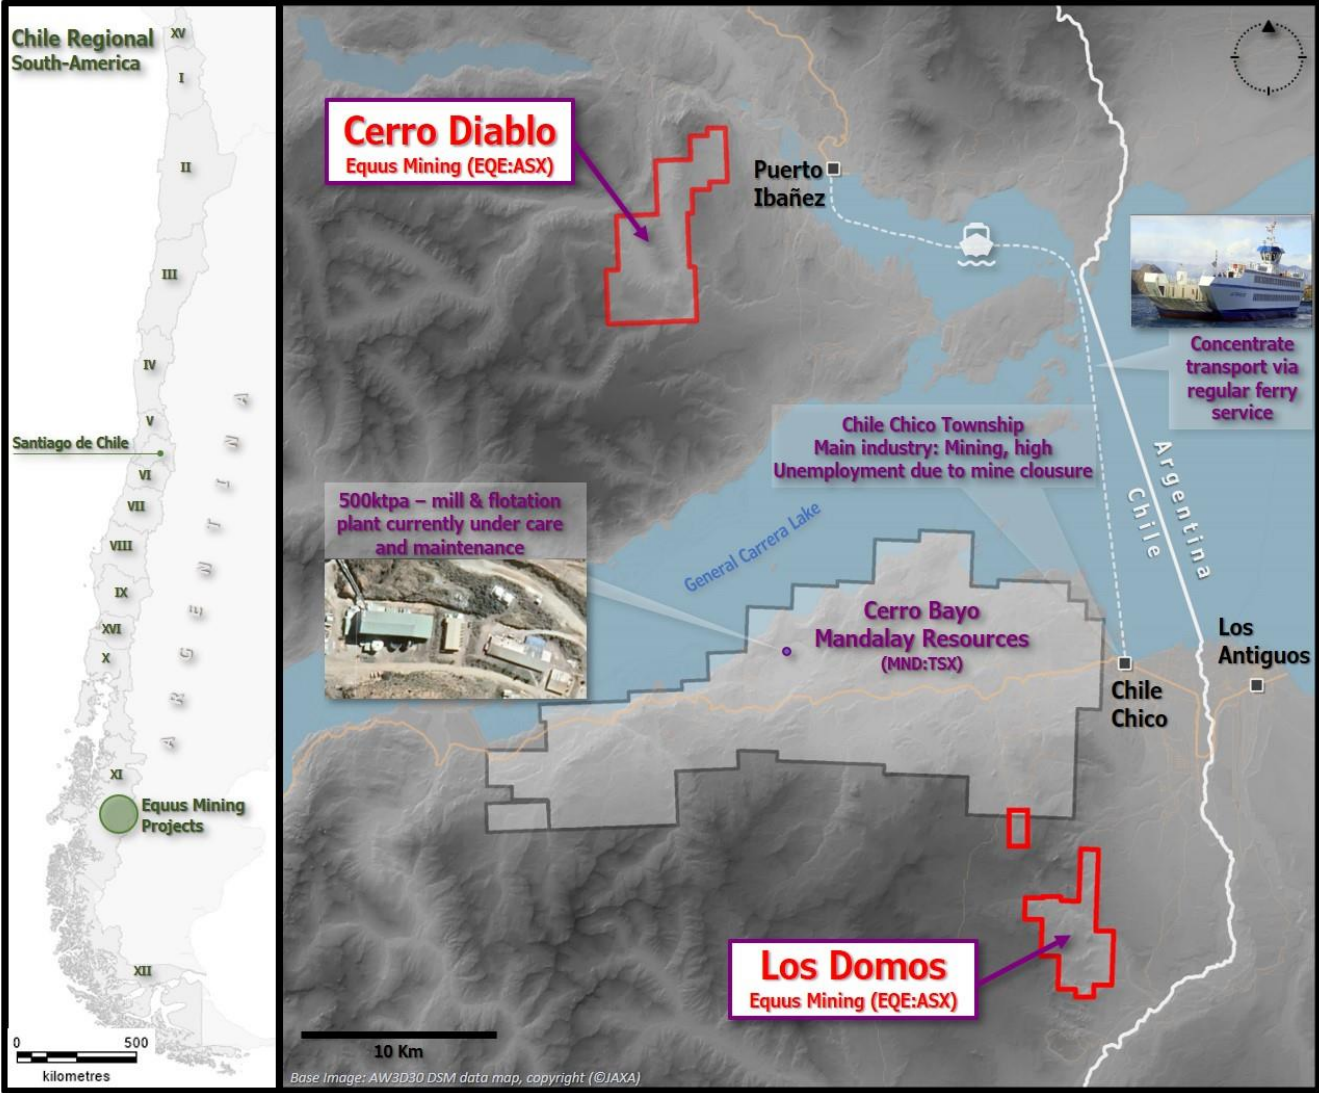 Chile Regional
South-America
XV
I
II
III
IV
V
Santiago de Chile
VI
VII
VIII
IX
XVI
X
XI
XII
ARGENTINA
Equus Mining
Projects
0 500
kilometres
Cerro Diablo
Equus Mining (EQE:ASX)
Puerto
Ibañez
Concentrate
transport via
regular ferry
service
Chile Chico Township
Main industry: Mining, high
Unemployment due to mine clousure
500ktpa – mill & flotation
plant currently under care
and maintenance
General Carrera Lake
Argentina
Chile
Cerro Bayo
Mandalay Resources
(MND:TSX)
Los
Antiguos
Chile
Chico
Los Domos
Equus Mining (EQE:ASX)
10 Km
Base Image: AW3D30 DSM data map, copyright (©JAXA)